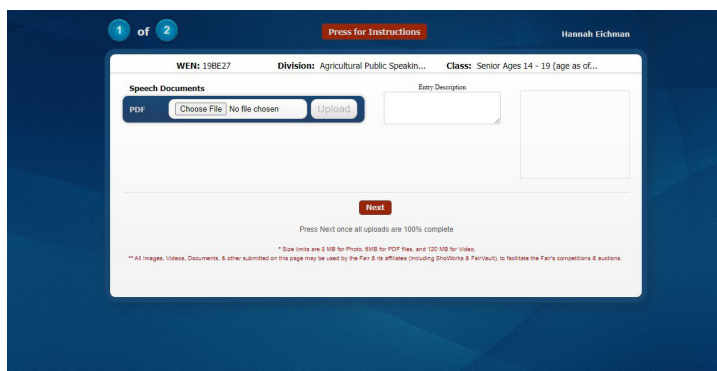 1 of 2
Press for Instructions
Hannah Eichman
WEN: 19BE27 Division: Agricultural Public Speakin... Class: Senior Ages 14 - 19 (age as of...
Speech Documents
Entry Description
PDF Choose File No file chosen Upload
Next
Press Next once all uploads are 100% complete
* Size limits are 8 MB for Photo, 6MB for PDF files, and 120 MB for Video.
** All Images, Videos, Documents, & other submitted on this page may be used by the Fair & its affiliates (including ShoWorks & FairVault), to facilitate the Fair's competitions & auctions.